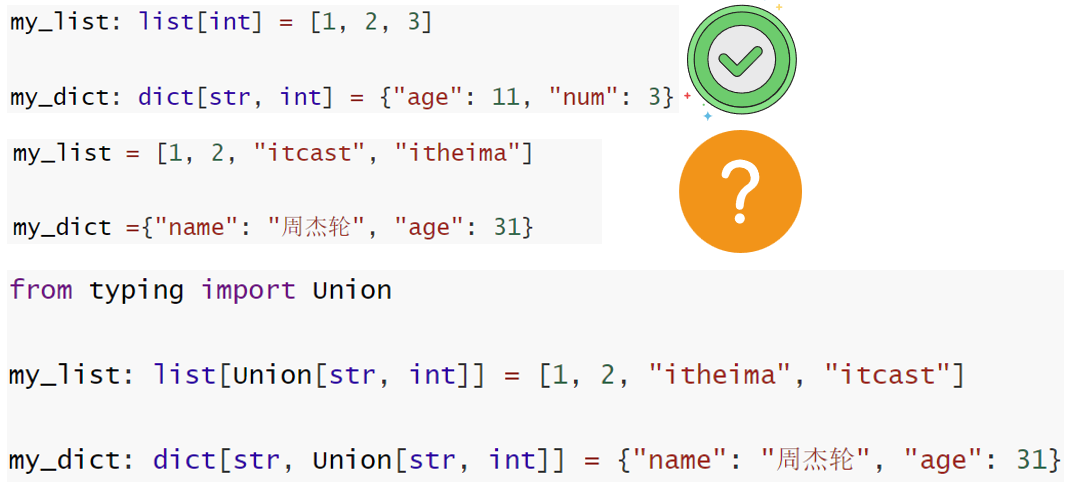 my_list: list[int] = [1, 2, 3]
my_dict: dict[str, int] = {"age": 11, "num": 3}
my_list = [1, 2, "itcast", "itheima"]
my_dict ={"name": "周杰轮", "age": 31}
?
from typing import Union
my_list: list[Union[str, int]] = [1, 2, "itheima", "itcast"]
my_dict: dict[str, Union[str, int]] = {"name": "周杰轮", "age": 31}